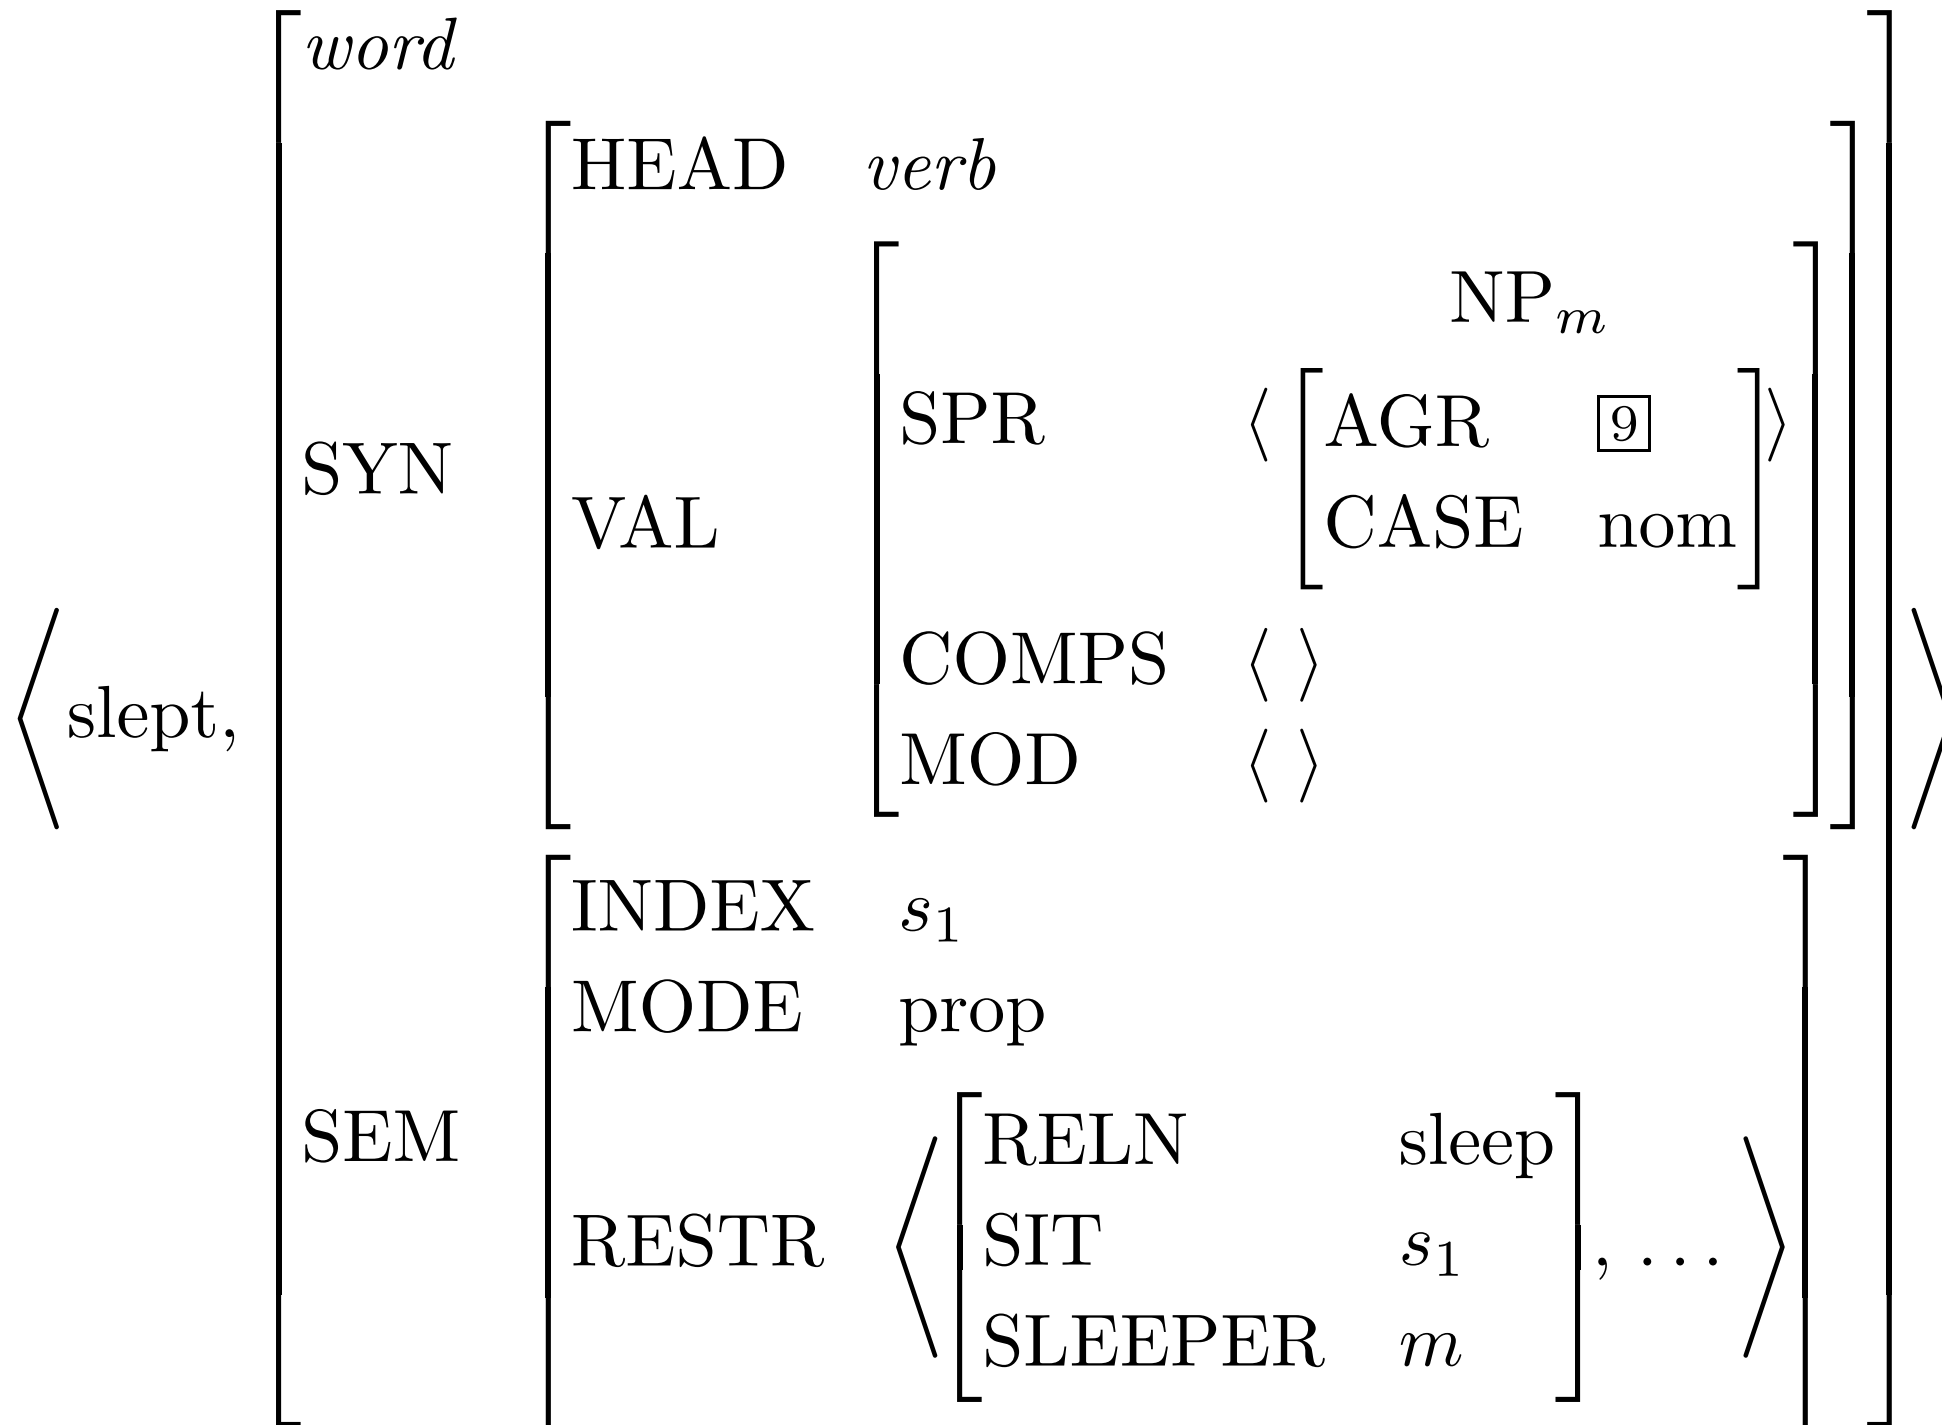 word
HEAD verb
NPₘ
SPR ⟨ [AGR 9] ⟩
SYN
VAL
CASE nom
COMPS ⟨ ⟩
⟨ slept, ⟩
MOD ⟨ ⟩
INDEX s₁
MODE prop
SEM
RELN sleep
RESTR ⟨ [SIT s₁], … ⟩
SLEEPER m